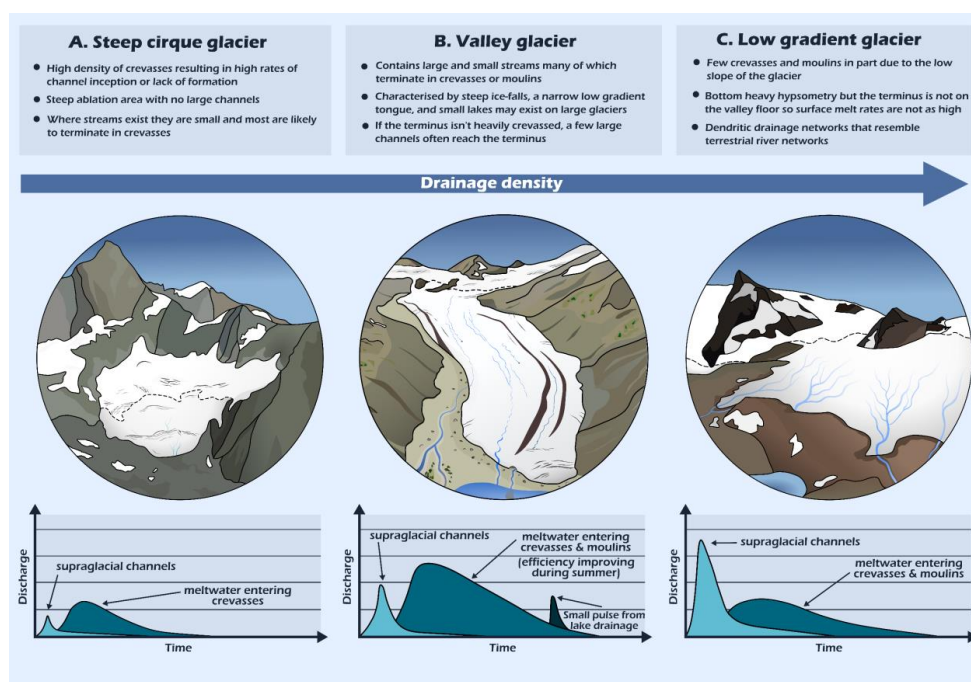 A. Steep cirque glacier
High density of crevasses resulting in high rates of
channel inception or lack of formation
Steep ablation area with no large channels
Where streams exist they are small and most are likely
to terminate in crevasses
B. Valley glacier
Contains large and small streams many of which
terminate in crevasses or moulins
Characterised by steep ice-falls, a narrow low gradient
tongue, and small lakes may exist on large glaciers
If the terminus isn't heavily crevassed, a few large
channels often reach the terminus
C. Low gradient glacier
Few crevasses and moulins in part due to the low
slope of the glacier
Bottom heavy hypsometry but the terminus is not on
the valley floor so surface melt rates are not as high
Dendritic drainage networks that resemble
terrestrial river networks
Drainage density
Discharge
supraglacial channels
meltwater entering
crevasses
Time
Discharge
supraglacial channels
meltwater entering
crevasses & moulins
(efficiency improving
during summer)
Small pulse from
lake drainage
Time
Discharge
supraglacial channels
meltwater entering
crevasses & moulins
Time